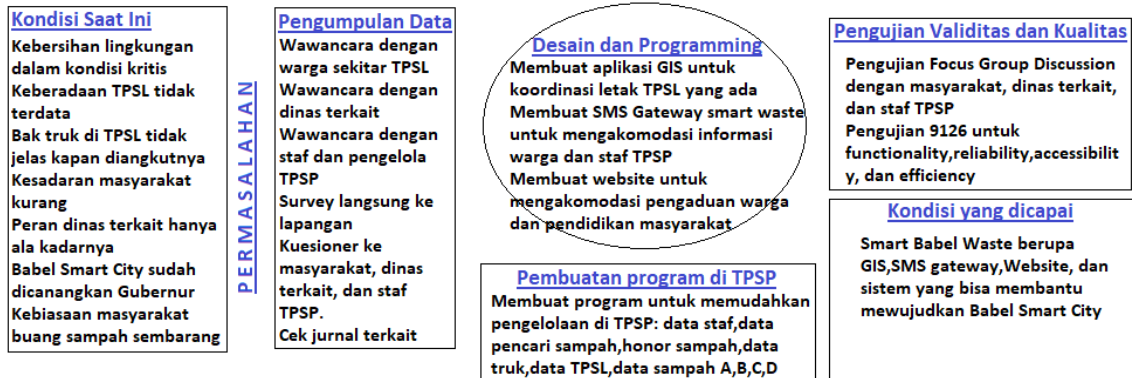 Kondisi Saat Ini
Kebersihan lingkungan
dalam kondisi kritis
Keberadaan TPSL tidak
terdata
Bak truk di TPSL tidak
jelas kapan diangkutnya
Kesadaran masyarakat
kurang
Peran dinas terkait hanya
ala kadarnya
Babel Smart City sudah
dicanangkan Gubernur
Kebiasaan masyarakat
buang sampah sembarang
PERMASALAHAN
Pengumpulan Data
Wawancara dengan
warga sekitar TPSL
Wawancara dengan
dinas terkait
Wawancara dengan
staf dan pengelola
TPSP
Survey langsung ke
lapangan
Kuesioner ke
masyarakat, dinas
terkait, dan staf
TPSP.
Cek jurnal terkait
Desain dan Programming
Membuat aplikasi GIS untuk
koordinasi letak TPSL yang ada
Membuat SMS Gateway smart waste
untuk mengakomodasi informasi
warga dan staf TPSP
Membuat website untuk
mengakomodasi pengaduan warga
dan pendidikan masyarakat
Pembuatan program di TPSP
Membuat program untuk memudahkan
pengelolaan di TPSP: data staf,data
pencari sampah,honor sampah,data
truk,data TPSL,data sampah A,B,C,D
Pengujian Validitas dan Kualitas
Pengujian Focus Group Discussion
dengan masyarakat, dinas terkait,
dan staf TPSP
Pengujian 9126 untuk
functionality,reliability,accessibilit
y, dan efficiency
Kondisi yang dicapai
Smart Babel Waste berupa
GIS,SMS gateway,Website, dan
sistem yang bisa membantu
mewujudkan Babel Smart City